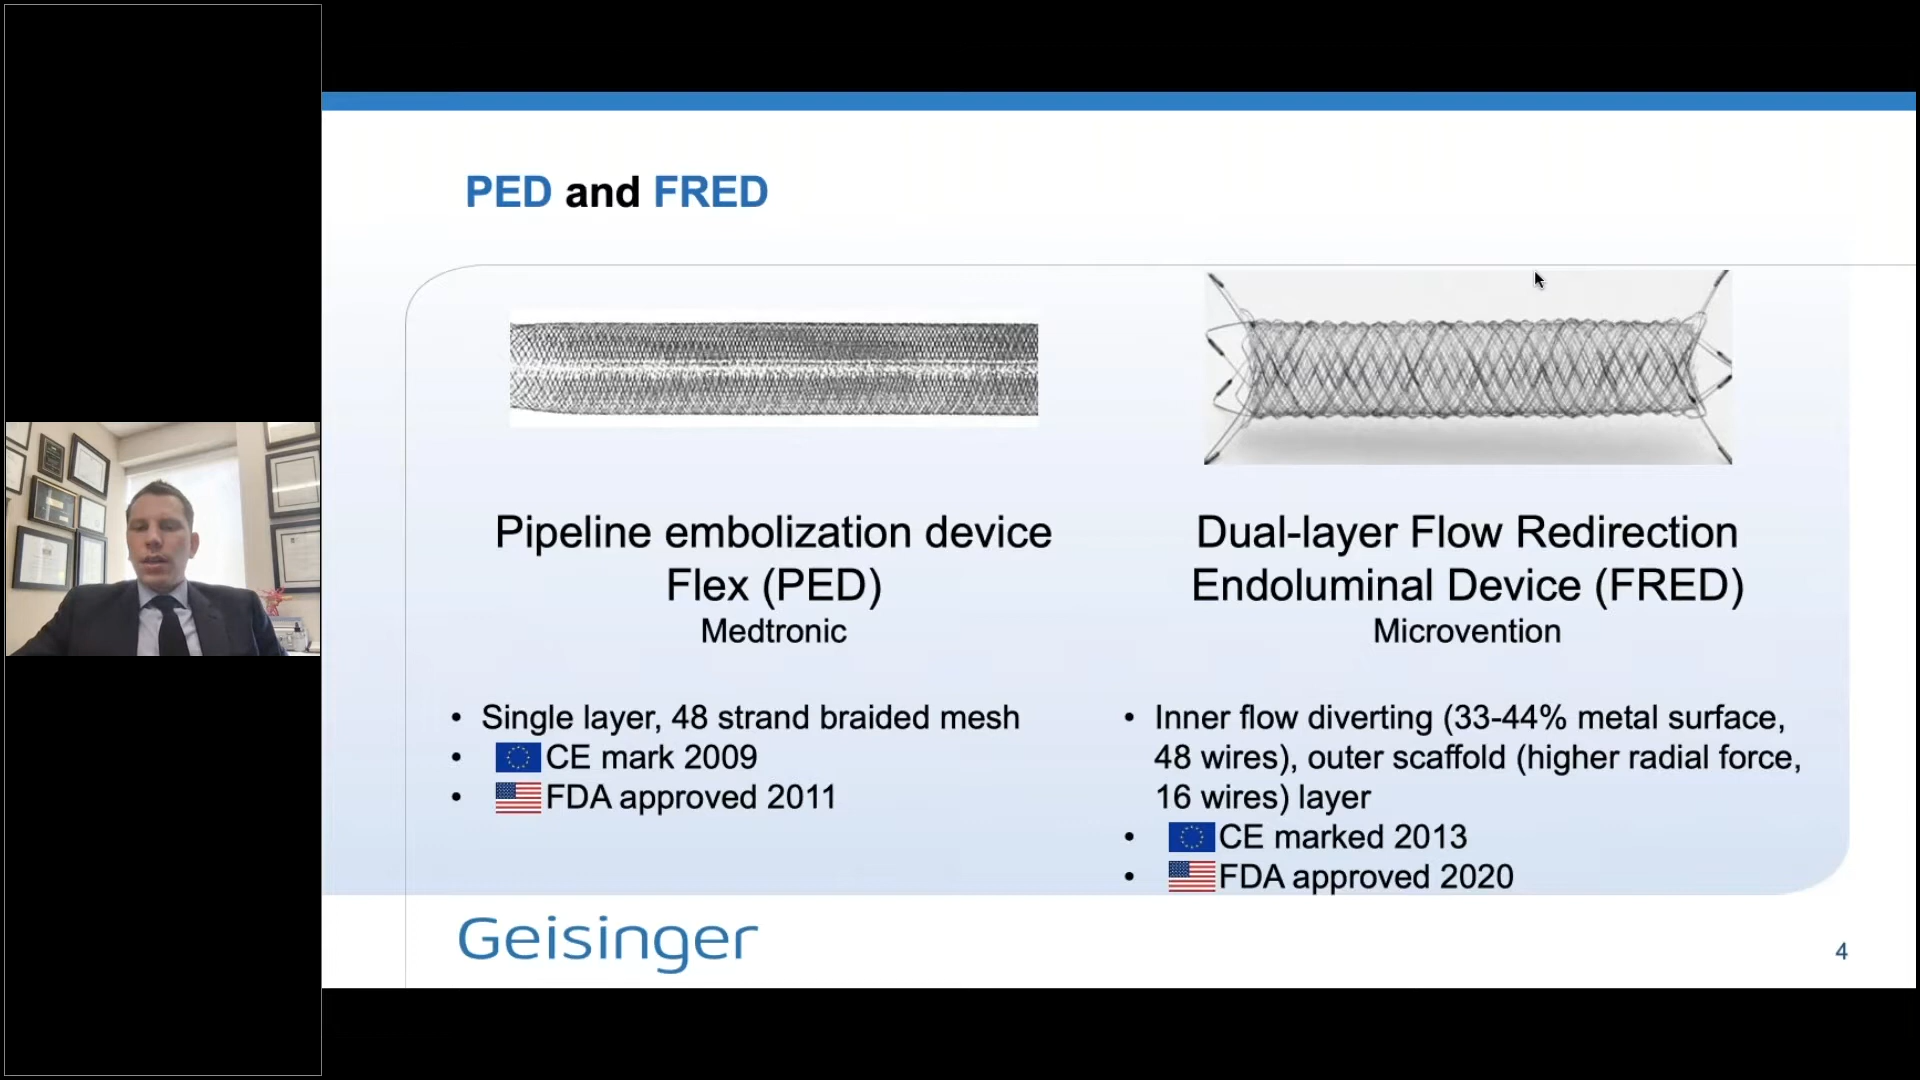 PED and FRED
Pipeline embolization device
Flex (PED)
Medtronic
• Single layer, 48 strand braided mesh
• CE mark 2009
• FDA approved 2011
Dual-layer Flow Redirection
Endoluminal Device (FRED)
Microvention
• Inner flow diverting (33-44% metal surface,
48 wires), outer scaffold (higher radial force,
16 wires) layer
• CE marked 2013
• FDA approved 2020
Geisinger
4